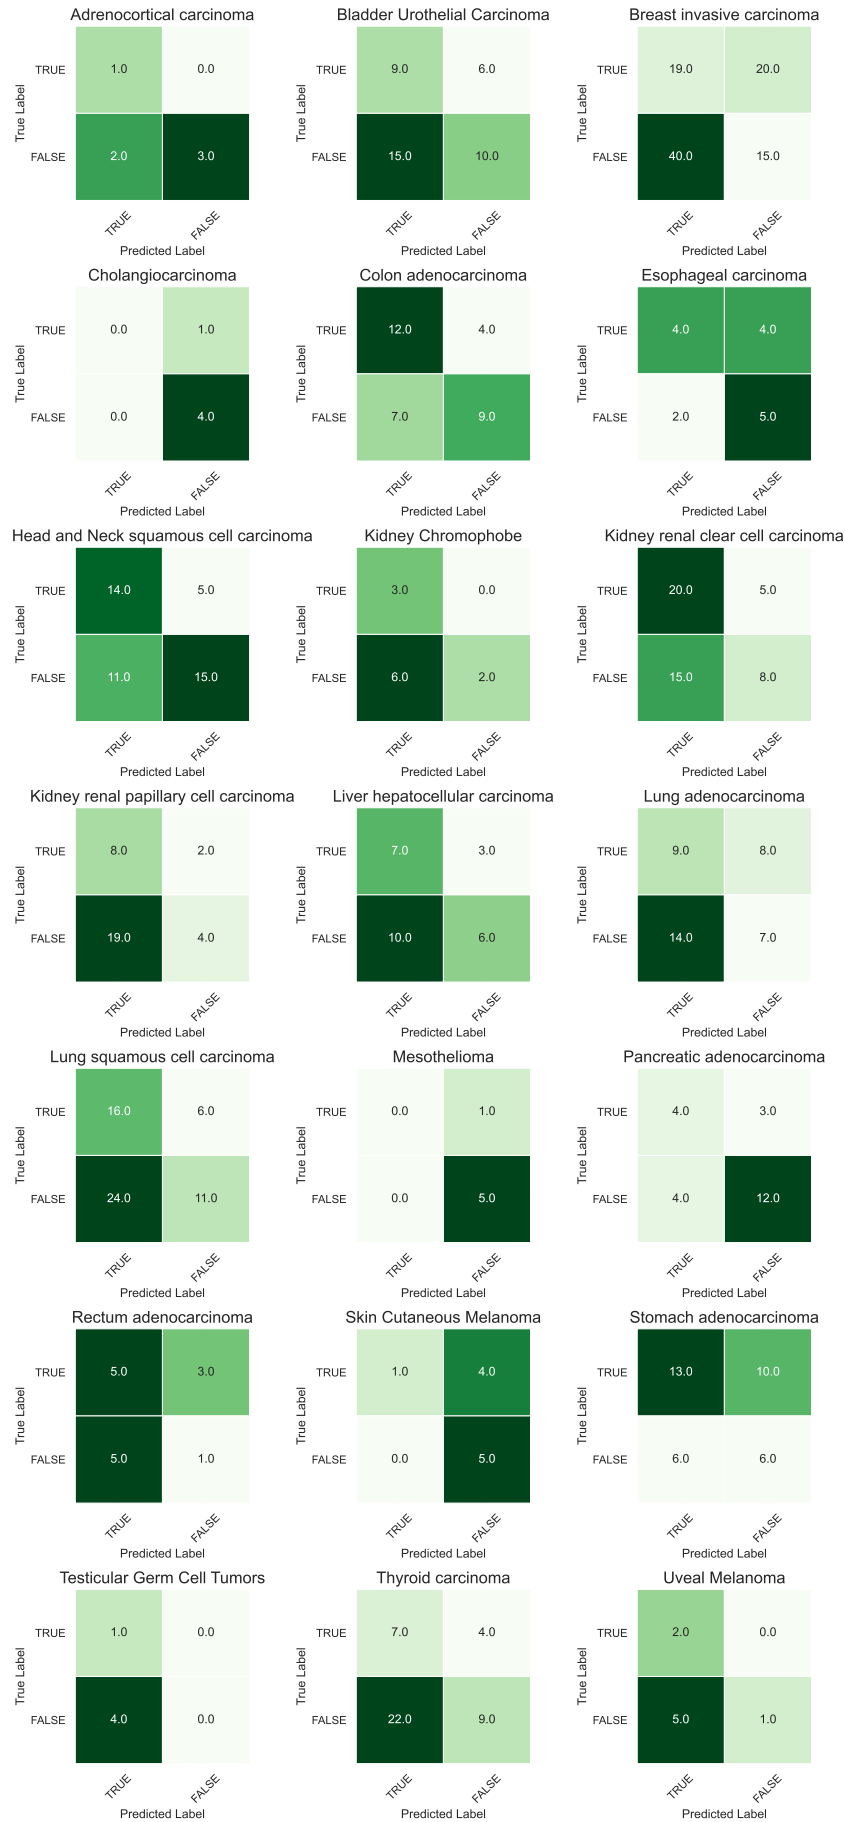 Adrenocortical carcinoma
True Label
TRUE
1.0 0.0
FALSE
2.0 3.0
TRUE FALSE
Predicted Label
Bladder Urothelial Carcinoma
True Label
TRUE
9.0 6.0
FALSE
15.0 10.0
TRUE FALSE
Predicted Label
Breast invasive carcinoma
True Label
TRUE
19.0 20.0
FALSE
40.0 15.0
TRUE FALSE
Predicted Label
Cholangiocarcinoma
True Label
TRUE
0.0 1.0
FALSE
0.0 4.0
TRUE FALSE
Predicted Label
Colon adenocarcinoma
True Label
TRUE
12.0 4.0
FALSE
7.0 9.0
TRUE FALSE
Predicted Label
Esophageal carcinoma
True Label
TRUE
4.0 4.0
FALSE
2.0 5.0
TRUE FALSE
Predicted Label
Head and Neck squamous cell carcinoma
True Label
TRUE
14.0 5.0
FALSE
11.0 15.0
TRUE FALSE
Predicted Label
Kidney Chromophobe
True Label
TRUE
3.0 0.0
FALSE
6.0 2.0
TRUE FALSE
Predicted Label
Kidney renal clear cell carcinoma
True Label
TRUE
20.0 5.0
FALSE
15.0 8.0
TRUE FALSE
Predicted Label
Kidney renal papillary cell carcinoma
True Label
TRUE
8.0 2.0
FALSE
19.0 4.0
TRUE FALSE
Predicted Label
Liver hepatocellular carcinoma
True Label
TRUE
7.0 3.0
FALSE
10.0 6.0
TRUE FALSE
Predicted Label
Lung adenocarcinoma
True Label
TRUE
9.0 8.0
FALSE
14.0 7.0
TRUE FALSE
Predicted Label
Lung squamous cell carcinoma
True Label
TRUE
16.0 6.0
FALSE
24.0 11.0
TRUE FALSE
Predicted Label
Mesothelioma
True Label
TRUE
0.0 1.0
FALSE
0.0 5.0
TRUE FALSE
Predicted Label
Pancreatic adenocarcinoma
True Label
TRUE
4.0 3.0
FALSE
4.0 12.0
TRUE FALSE
Predicted Label
Rectum adenocarcinoma
True Label
TRUE
5.0 3.0
FALSE
5.0 1.0
TRUE FALSE
Predicted Label
Skin Cutaneous Melanoma
True Label
TRUE
1.0 4.0
FALSE
0.0 5.0
TRUE FALSE
Predicted Label
Stomach adenocarcinoma
True Label
TRUE
13.0 10.0
FALSE
6.0 6.0
TRUE FALSE
Predicted Label
Testicular Germ Cell Tumors
True Label
TRUE
1.0 0.0
FALSE
4.0 0.0
TRUE FALSE
Predicted Label
Thyroid carcinoma
True Label
TRUE
7.0 4.0
FALSE
22.0 9.0
TRUE FALSE
Predicted Label
Uveal Melanoma
True Label
TRUE
2.0 0.0
FALSE
5.0 1.0
TRUE FALSE
Predicted Label